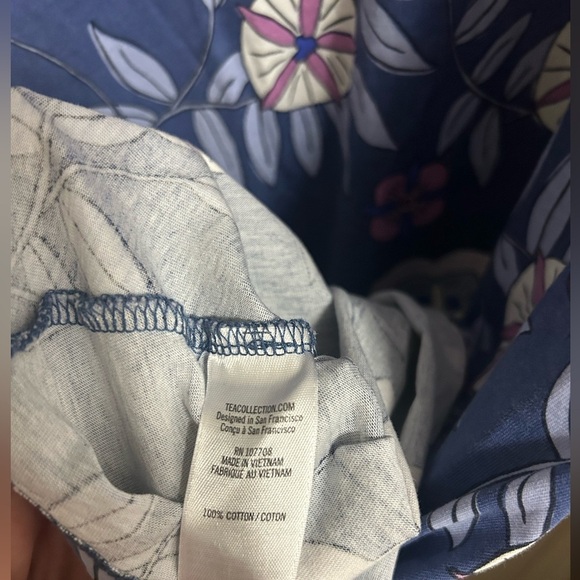 TEACOLLECTION.COM
Designed in San Francisco
Conçu à San Francisco
RN 107708
MADE IN VIETNAM
FABRIQUÉ AU VIETNAM
100% COTTON / COTON